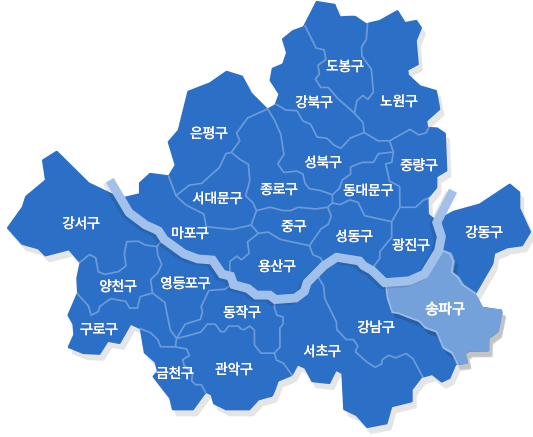 도봉구
강북구
노원구
은평구
성북구
중랑구
서대문구
종로구
동대문구
강서구
마포구
중구
성동구
광진구
강동구
용산구
양천구
영등포구
동작구
송파구
구로구
강남구
서초구
금천구
관악구